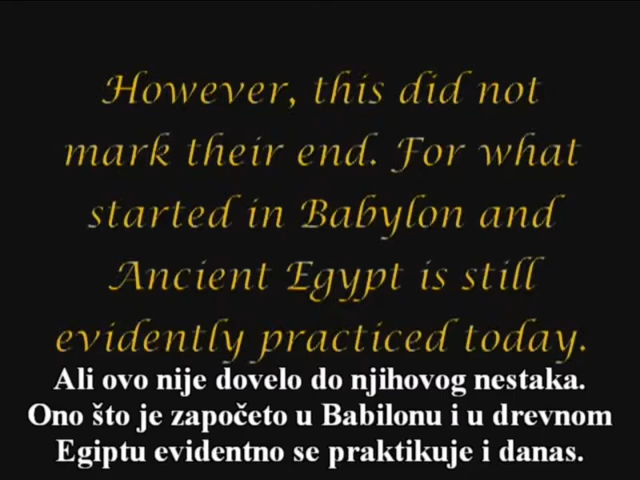 However, this did not
mark their end. For what
started in Babylon and
Ancient Egypt is still
evidently practiced today.
Ali ovo nije dovelo do njihovog nestaka.
Ono što je započeto u Babilonu i u drevnom
Egiptu evidentno se praktikuje i danas.